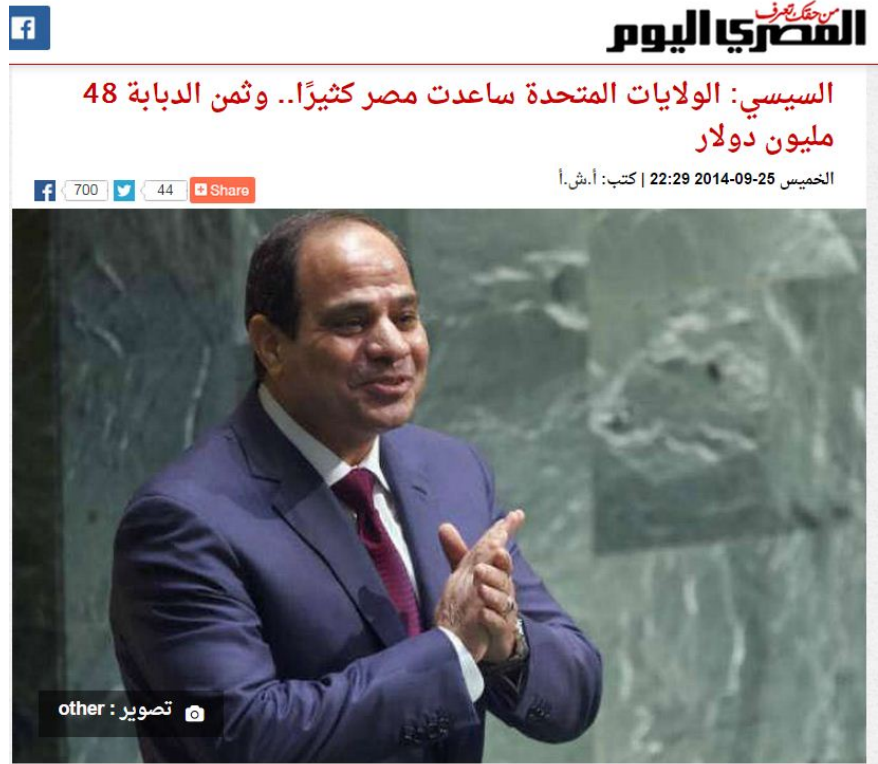 من حقك تعرف
المصري اليوم
السيسي: الولايات المتحدة ساعدت مصر كثيرًا.. وثمن الدبابة 48
مليون دولار
الخميس 25-09-2014 22:29 | كتب: أ.ش.أ
700 44 Share
تصوير : other